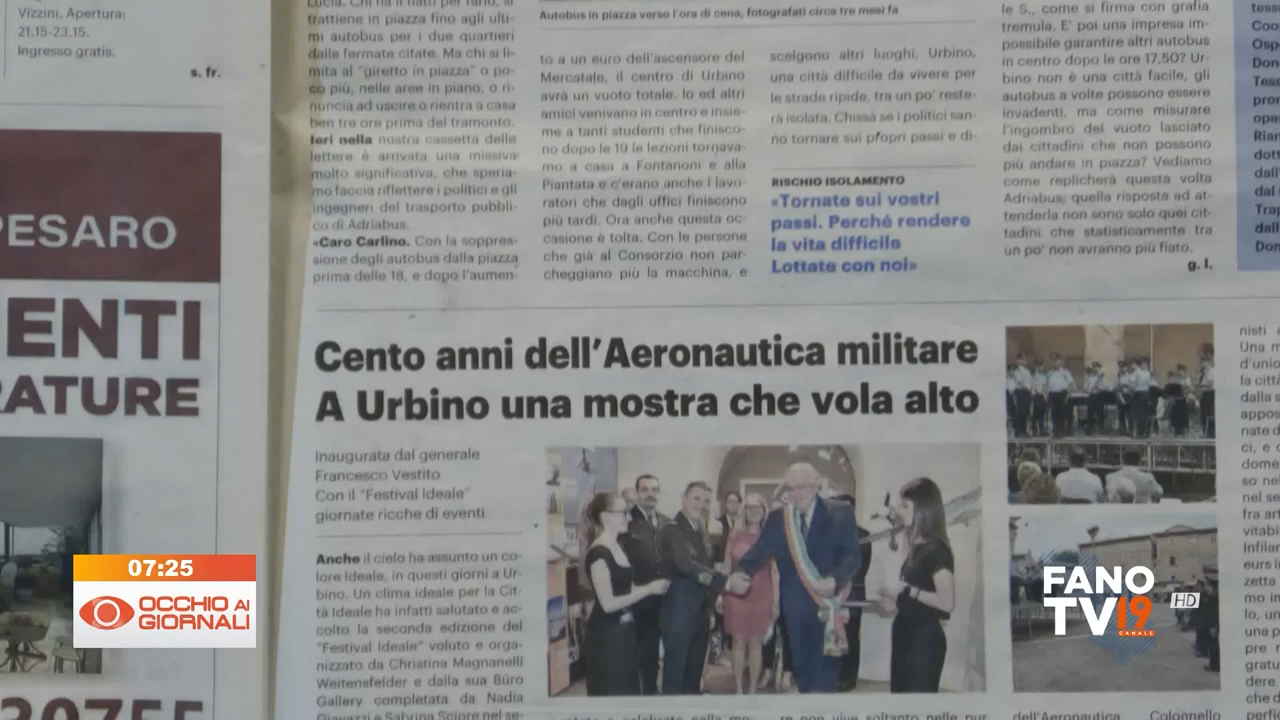 Vizzini. Apertura:
21,15-23,15.
Ingresso gratis.
s. fr.
PESARO
ENTI
RATURE
trattiene in piazza fino agli ulti-
mi autobus per i due quartieri
dalle fermate citate. Ma chi si li-
mita al "giretto in piazza" o po-
co più, nelle aree in piano, o ri-
nuncia ad uscire o rientra a casa
ben tre ore prima del tramonto.
Ieri nella nostra cassetta delle
lettere è arrivata una missiva
molto significativa, che speria-
mo faccia riflettere i politici e gli
ingegneri del trasporto pubbli-
co di Adriabus.
«Caro Carlino. Con la soppres-
sione degli autobus dalla piazza
prima delle 18, e dopo l'aumen-
Autobus in piazza verso l'ora di cena, fotografati circa tre mesi fa
to a un euro dell'ascensore del
Mercatale, il centro di Urbino
avrà un vuoto totale. Io ed altri
amici venivano in centro e insie-
me a tanti studenti che finisco-
no dopo le 19 le lezioni tornava-
mo a casa a Fontanoni e alla
Piantata e c'erano anche i lavo-
ratori che dagli uffici finiscono
più tardi. Ora anche questa oc-
casione è tolta. Con le persone
che già al Consorzio non par-
cheggiano più la macchina, e
scelgono altri luoghi, Urbino,
una città difficile da vivere per
le strade ripide, tra un po' reste-
rà isolata. Chissà se i politici san-
no tornare sui propri passi e di-
RISCHIO ISOLAMENTO
«Tornate sui vostri
passi. Perché rendere
la vita difficile
Lottate con noi»
le S., come si firma con grafia
tremula. E' poi una impresa im-
possibile garantire altri autobus
in centro dopo le ore 17.50? Ur-
bino non è una città facile, gli
autobus a volte possono essere
invadenti, ma come misurare
l'ingombro del vuoto lasciato
dai cittadini che non possono
più andare in piazza? Vediamo
come replicherà questa volta
Adriabus; quella risposta ad at-
tenderla non sono solo quei cit-
tadini che statisticamente tra
un po' non avranno più fiato.
g. l.
Cento anni dell'Aeronautica militare
A Urbino una mostra che vola alto
Inaugurata dal generale
Francesco Vestito
Con il "Festival Ideale"
giornate ricche di eventi
Anche il cielo ha assunto un co-
lore Ideale, in questi giorni a Ur-
bino. Un clima ideale per la Cit-
tà Ideale ha infatti salutato e ac-
colto la seconda edizione del
"Festival Ideale" voluto e orga-
nizzato da Christina Magnanelli
Weitensfelder e dalla sua Büro
Gallery completata da Nadia
dell'Aeronautica Colonnello
07:25
OCCHIO AI
GIORNALI
FANO
TV19
CANALE
HD